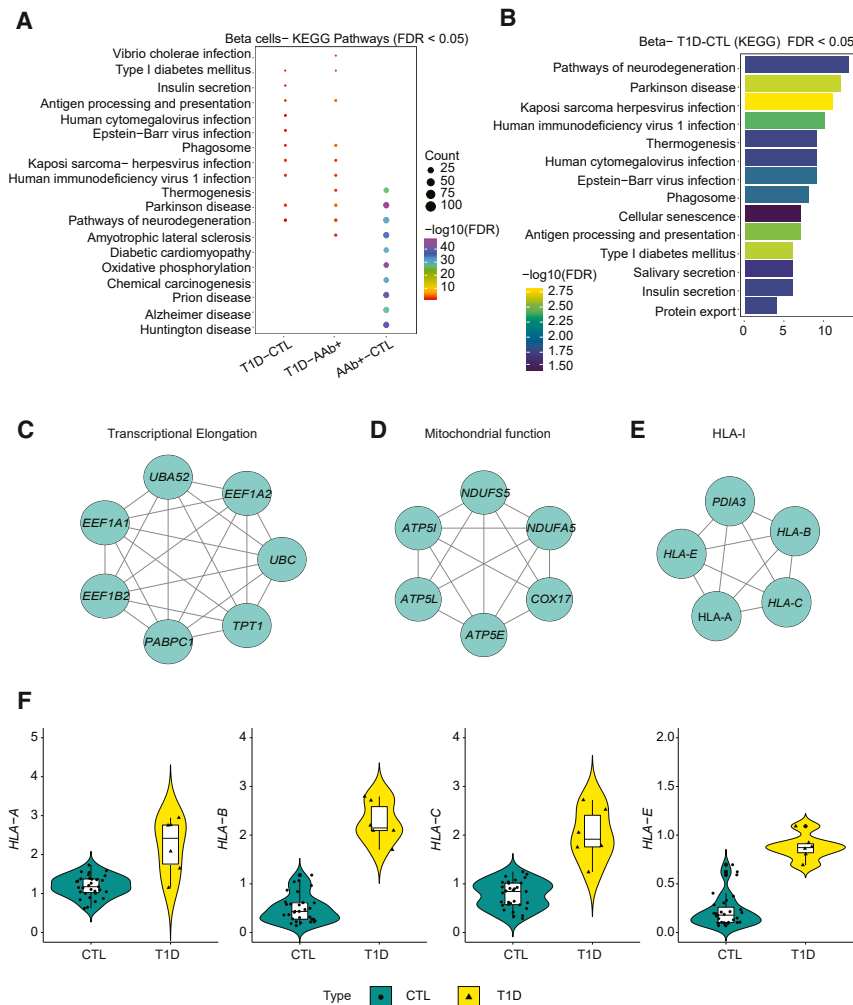 A
Beta cells− KEGG Pathways (FDR < 0.05)
Vibrio cholerae infection
Type I diabetes mellitus
Insulin secretion
Antigen processing and presentation
Human cytomegalovirus infection
Epstein−Barr virus infection
Phagosome
Kaposi sarcoma− herpesvirus infection
Human immunodeficiency virus 1 infection
Thermogenesis
Parkinson disease
Pathways of neurodegeneration
Amyotrophic lateral sclerosis
Diabetic cardiomyopathy
Oxidative phosphorylation
Chemical carcinogenesis
Prion disease
Alzheimer disease
Huntington disease
T1D−CTL
T1D−AAb+
AAb+−CTL
Count
25
50
75
100
−log10(FDR)
40
30
20
10
B
Beta− T1D-CTL (KEGG) FDR < 0.05
Pathways of neurodegeneration
Parkinson disease
Kaposi sarcoma herpesvirus infection
Human immunodeficiency virus 1 infection
Thermogenesis
Human cytomegalovirus infection
Epstein−Barr virus infection
Phagosome
Cellular senescence
Antigen processing and presentation
Type I diabetes mellitus
Salivary secretion
Insulin secretion
Protein export
0
5
10
−log10(FDR)
2.75
2.50
2.25
2.00
1.75
1.50
C
Transcriptional Elongation
UBA52
EEF1A2
EEF1A1
UBC
EEF1B2
TPT1
PABPC1
D
Mitochondrial function
NDUFS5
ATP5I
NDUFA5
ATP5L
COX17
ATP5E
E
HLA-I
PDIA3
HLA-B
HLA-E
HLA-C
HLA-A
F
HLA−A
5
4
3
2
1
0
CTL
T1D
HLA−B
4
3
2
1
0
CTL
T1D
HLA−C
4
3
2
1
0
CTL
T1D
HLA−E
2.0
1.5
1.0
0.5
0.0
CTL
T1D
Type
CTL
T1D